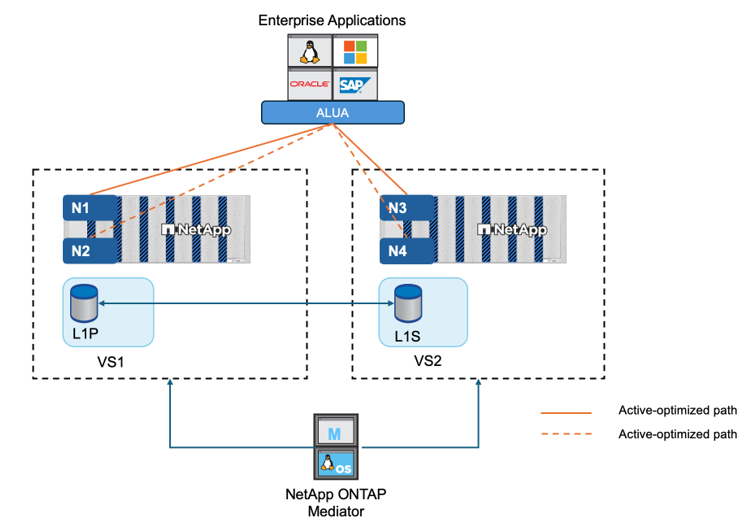 Enterprise Applications
ORACLE
SAP
ALUA
N1
N2
NetApp
N3
N4
NetApp
L1P
VS1
L1S
VS2
M
OS
NetApp ONTAP
Mediator
Active-optimized path
Active-optimized path